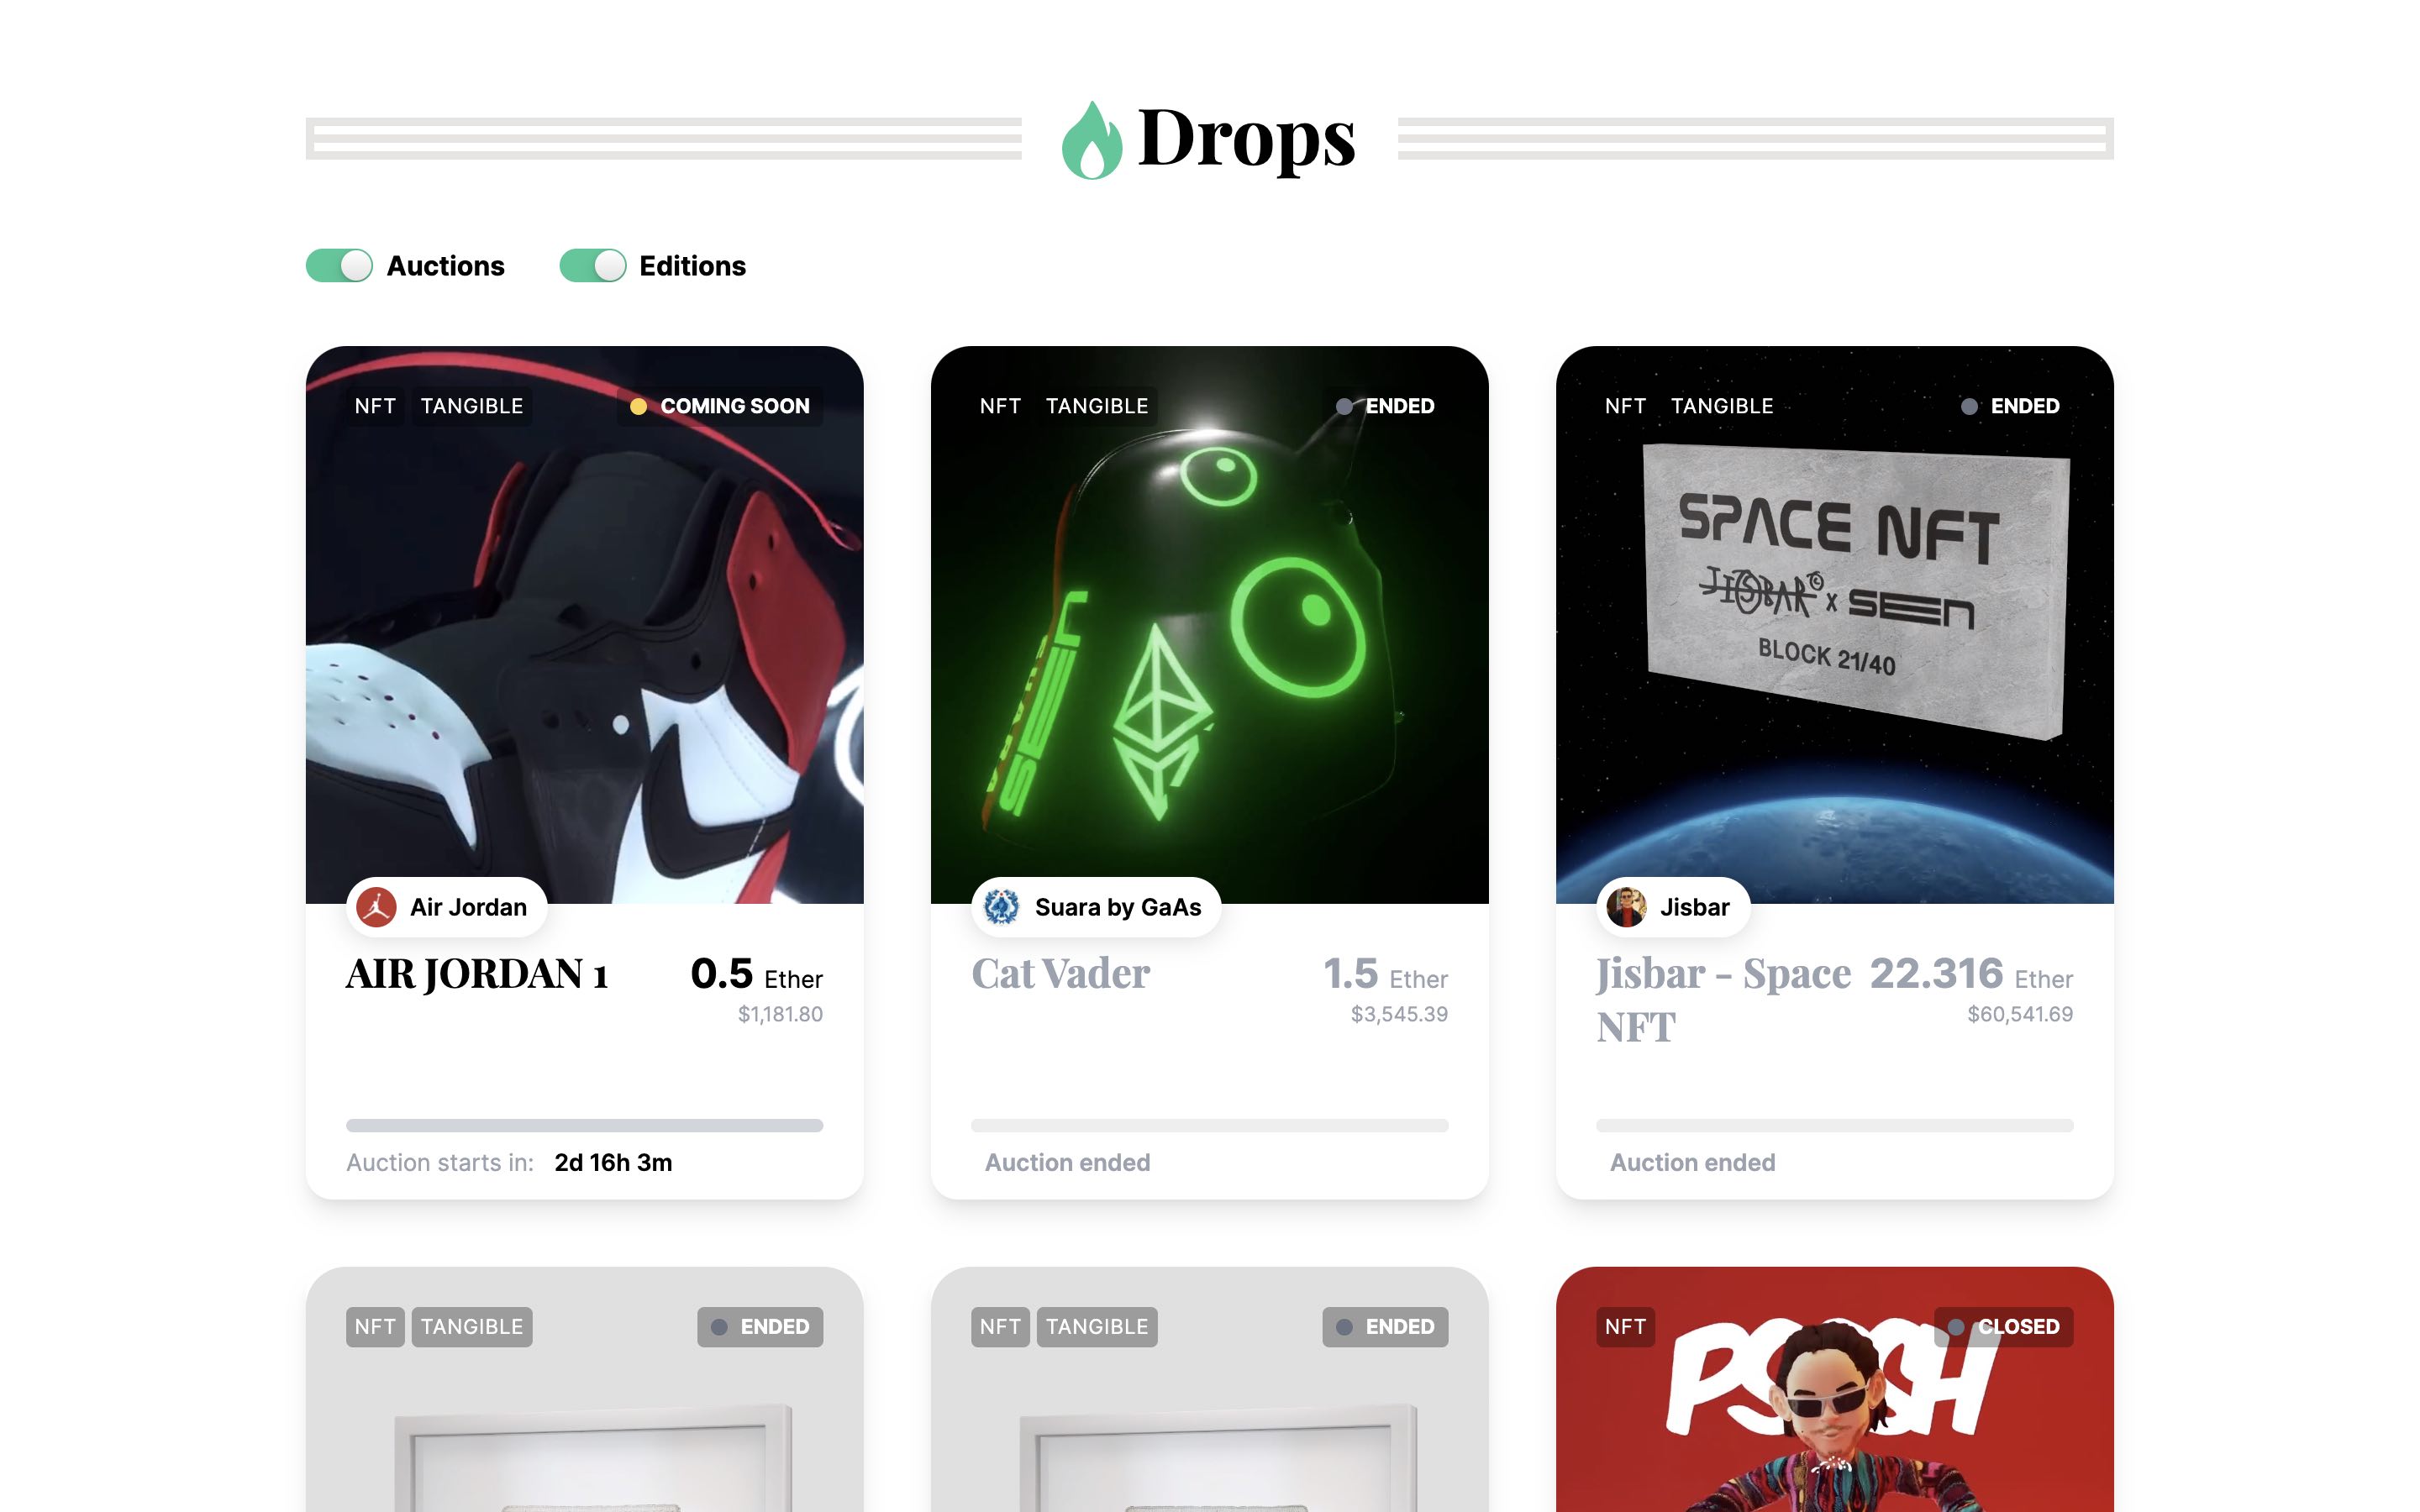 Drops
Auctions
Editions
NFT TANGIBLE COMING SOON
Air Jordan
AIR JORDAN 1
0.5 Ether
$1,181.80
Auction starts in: 2d 16h 3m
NFT TANGIBLE ENDED
SEEN
Suara by GaAs
Cat Vader
1.5 Ether
$3,545.39
Auction ended
NFT TANGIBLE ENDED
SPACE NFT
JISBAR© x SEEN
BLOCK 21/40
Jisbar
Jisbar - Space
NFT
22.316 Ether
$60,541.69
Auction ended
NFT TANGIBLE ENDED
NFT TANGIBLE ENDED
NFT CLOSED